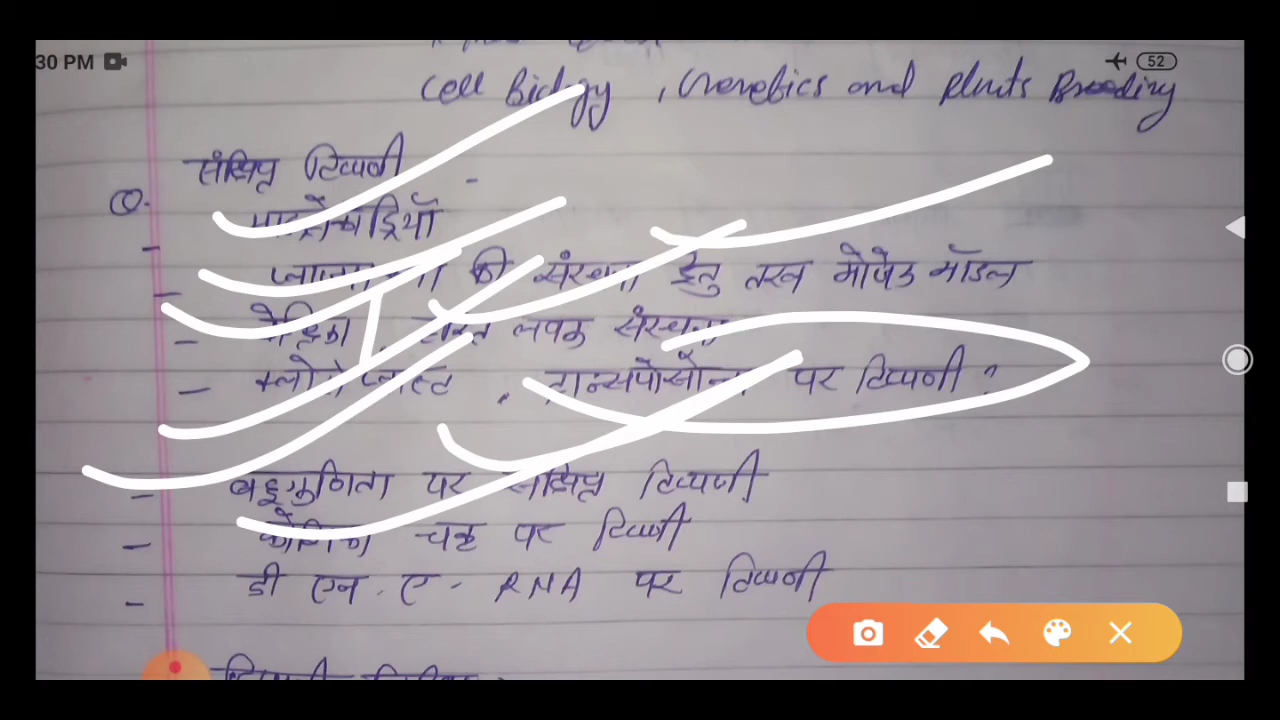 30 PM
52
Cell Biology, Genetics and Plants Breeding
Q. संक्षिप्त टिप्पणी -
- माइटोकॉन्ड्रियॉ
- की संरचना हेतु तरल मोजेक मॉडल
- लवक संरचना
- क्लोरोप्लास्ट, ट्रान्सपोसोन्स पर टिप्पणी ?
- बहुगुणिता पर संक्षिप्त टिप्पणी
- कोशिका चक्र पर टिप्पणी
- डी एन. ए - RNA पर टिप्पणी